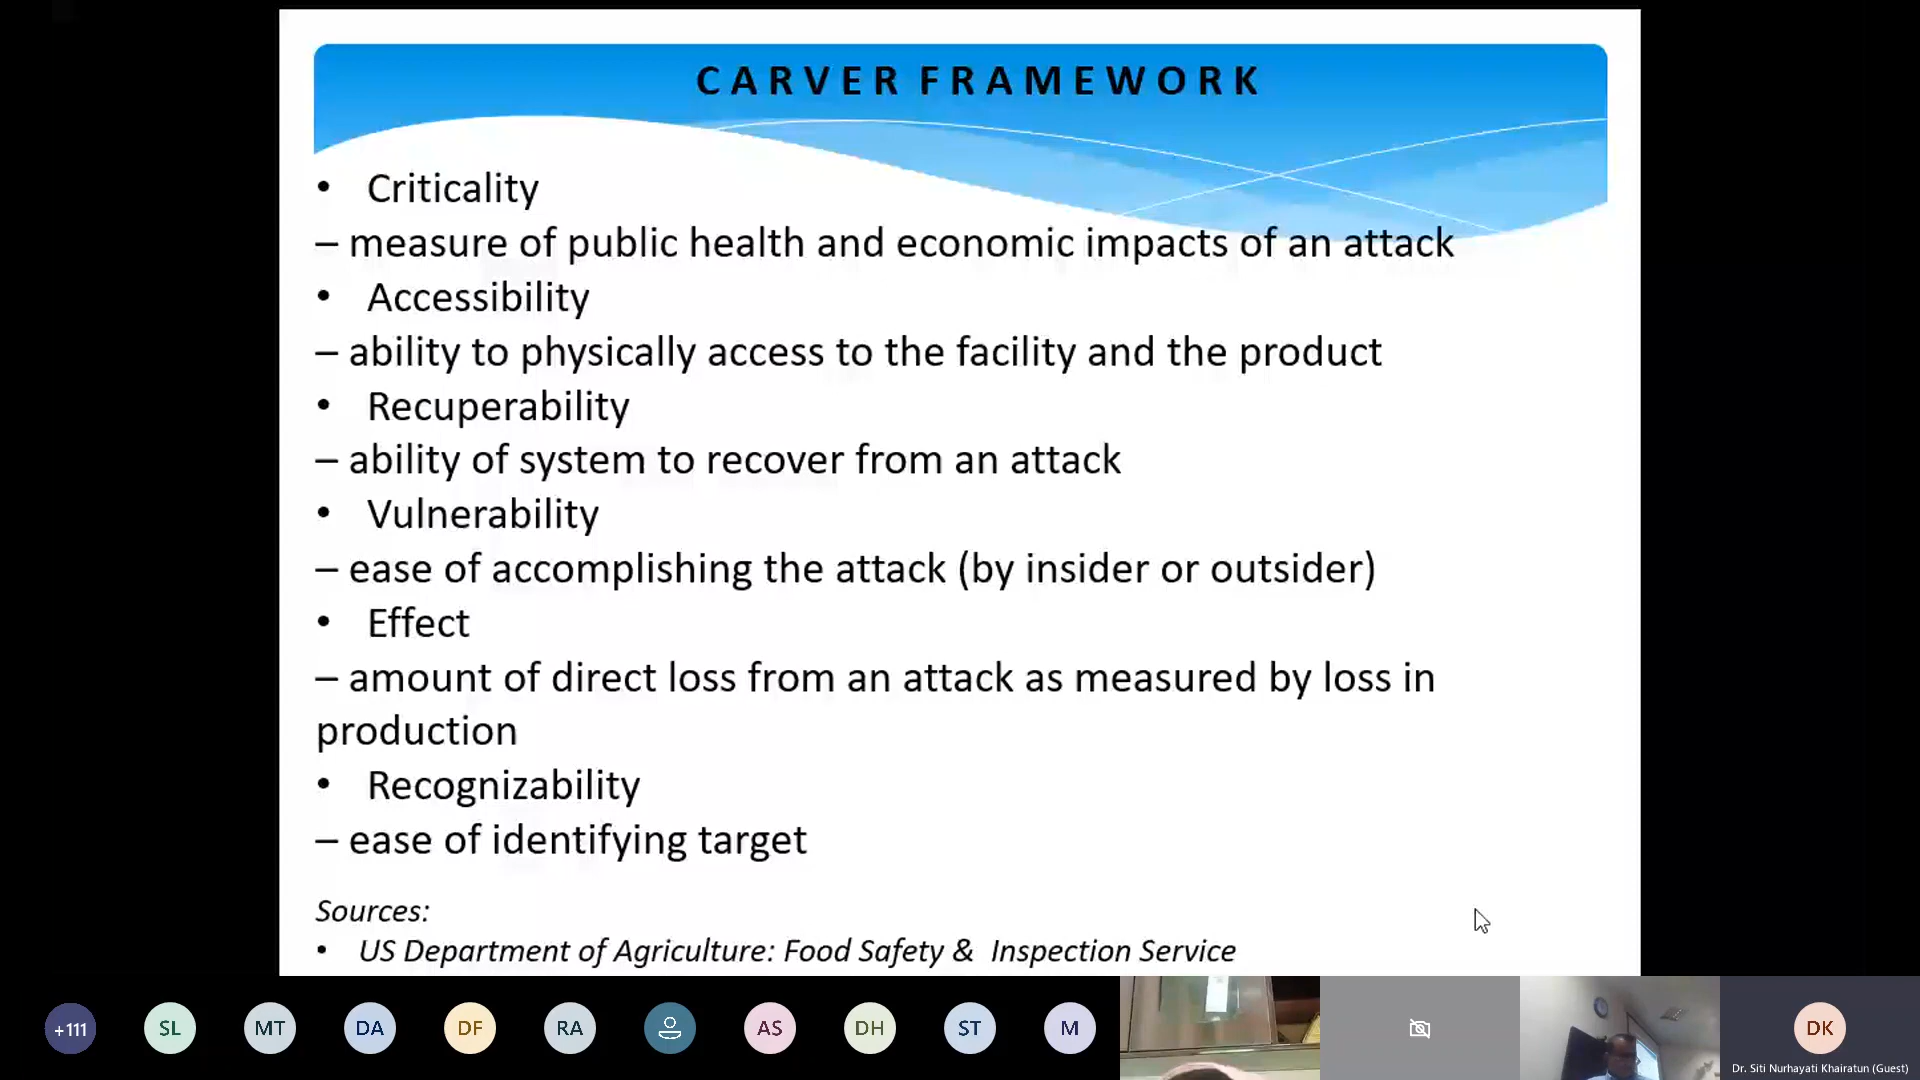 CARVER FRAMEWORK
• Criticality
– measure of public health and economic impacts of an attack
• Accessibility
– ability to physically access to the facility and the product
• Recuperability
– ability of system to recover from an attack
• Vulnerability
– ease of accomplishing the attack (by insider or outsider)
• Effect
– amount of direct loss from an attack as measured by loss in
production
• Recognizability
– ease of identifying target
Sources:
• US Department of Agriculture: Food Safety & Inspection Service
+111 SL MT DA DF RA AS DH ST M DK
Dr. Siti Nurhayati Khairatun (Guest)